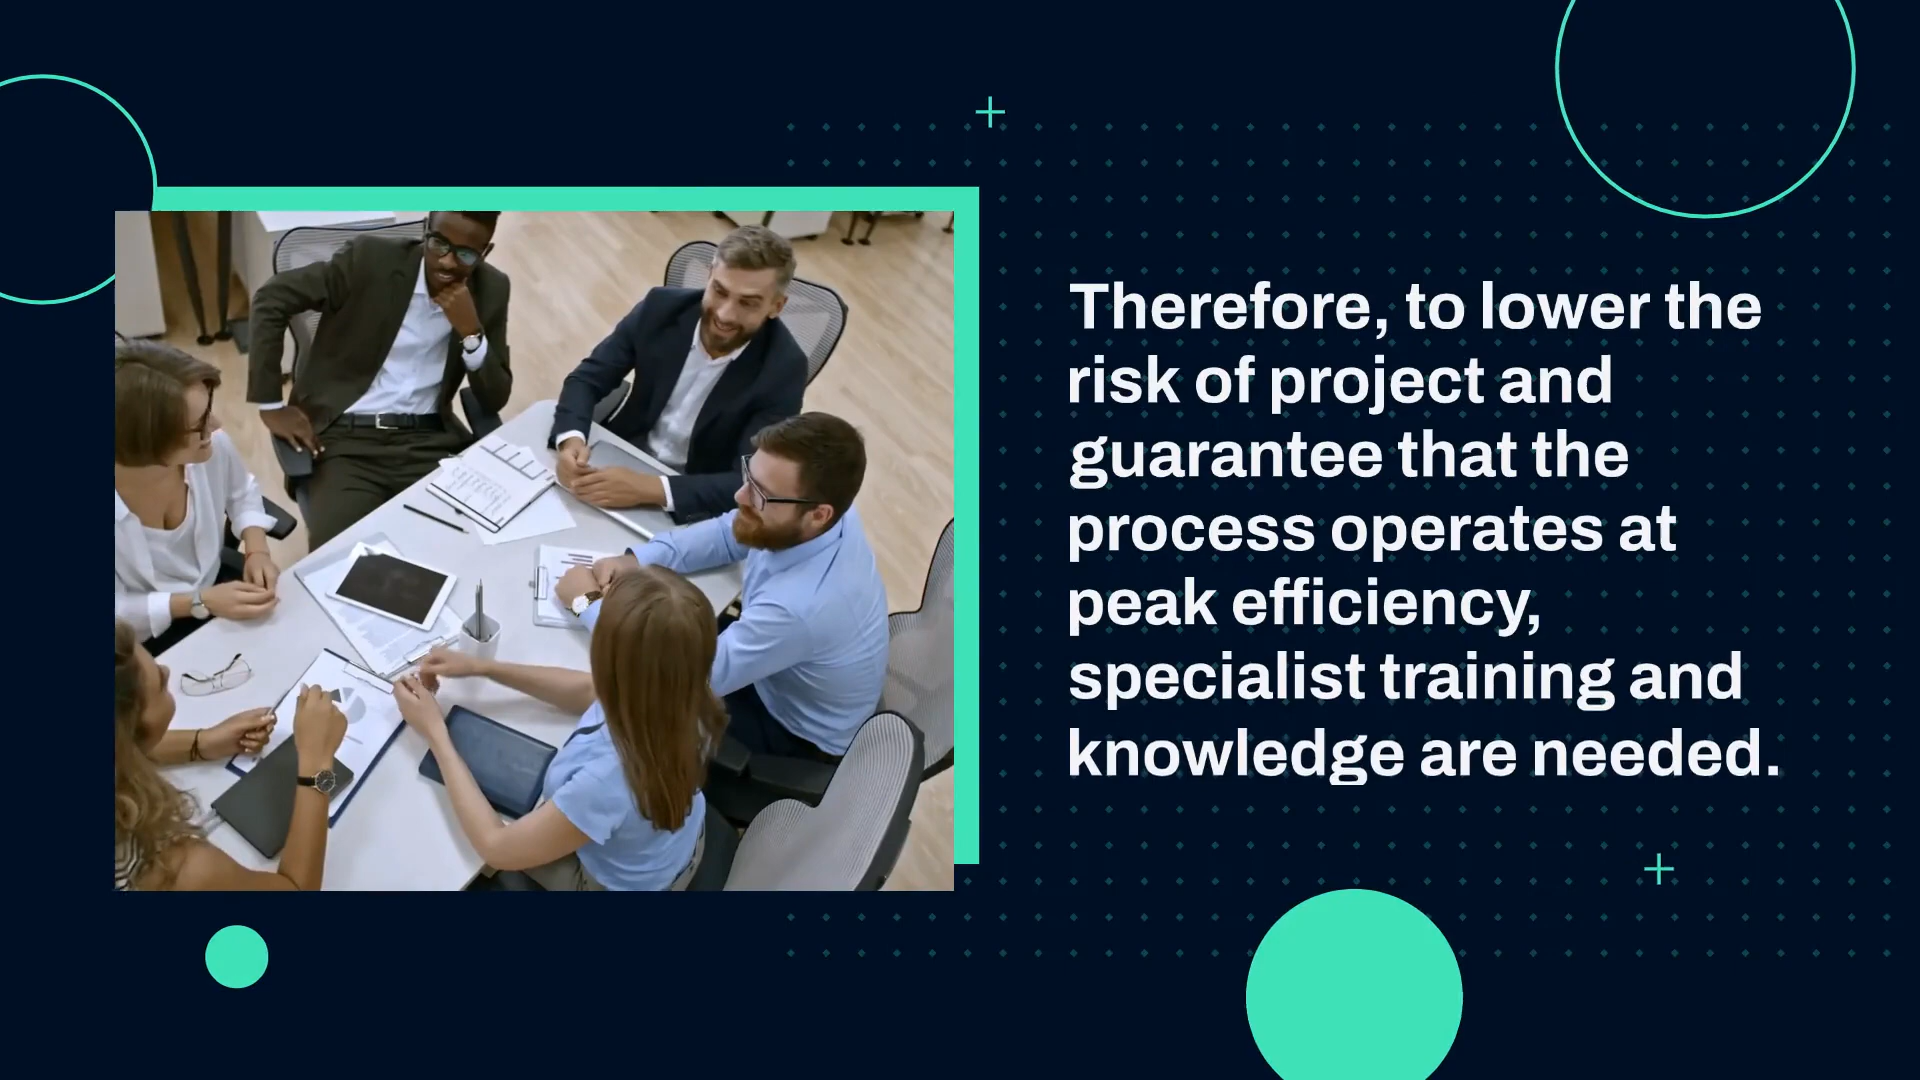 Therefore, to lower the
risk of project and
guarantee that the
process operates at
peak efficiency,
specialist training and
knowledge are needed.